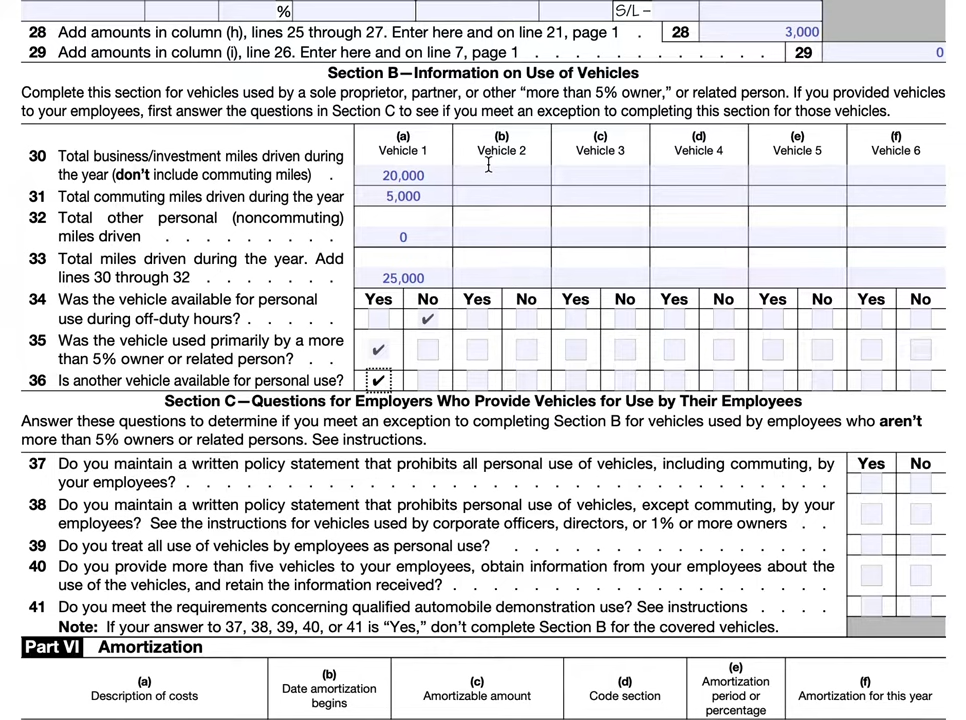 % S/L –
28 Add amounts in column (h), lines 25 through 27. Enter here and on line 21, page 1 . 28 3,000
29 Add amounts in column (i), line 26. Enter here and on line 7, page 1 . . . . . . . . . . . . . 29 0
Section B—Information on Use of Vehicles
Complete this section for vehicles used by a sole proprietor, partner, or other “more than 5% owner,” or related person. If you provided vehicles
to your employees, first answer the questions in Section C to see if you meet an exception to completing this section for those vehicles.
(a) (b) (c) (d) (e) (f)
Vehicle 1 Vehicle 2 Vehicle 3 Vehicle 4 Vehicle 5 Vehicle 6
30 Total business/investment miles driven during
the year (don’t include commuting miles) . 20,000
31 Total commuting miles driven during the year 5,000
32 Total other personal (noncommuting)
miles driven . . . . . . . . . 0
33 Total miles driven during the year. Add
lines 30 through 32 . . . . . . . 25,000
34 Was the vehicle available for personal Yes No Yes No Yes No Yes No Yes No Yes No
use during off-duty hours? . . . . . ✔
35 Was the vehicle used primarily by a more
than 5% owner or related person? . . ✔
36 Is another vehicle available for personal use? ✔
Section C—Questions for Employers Who Provide Vehicles for Use by Their Employees
Answer these questions to determine if you meet an exception to completing Section B for vehicles used by employees who aren’t
more than 5% owners or related persons. See instructions.
37 Do you maintain a written policy statement that prohibits all personal use of vehicles, including commuting, by Yes No
your employees? . . . . . . . . . . . . . . . . . . . . . . . . . . . .
38 Do you maintain a written policy statement that prohibits personal use of vehicles, except commuting, by your
employees? See the instructions for vehicles used by corporate officers, directors, or 1% or more owners . .
39 Do you treat all use of vehicles by employees as personal use? . . . . . . . . . . . . . . .
40 Do you provide more than five vehicles to your employees, obtain information from your employees about the
use of the vehicles, and retain the information received? . . . . . . . . . . . . . . . . . .
41 Do you meet the requirements concerning qualified automobile demonstration use? See instructions . . . .
Note: If your answer to 37, 38, 39, 40, or 41 is “Yes,” don’t complete Section B for the covered vehicles.
Part VI Amortization
(a) (b) (c) (d) (e) (f)
Description of costs Date amortization begins Amortizable amount Code section Amortization period or percentage Amortization for this year